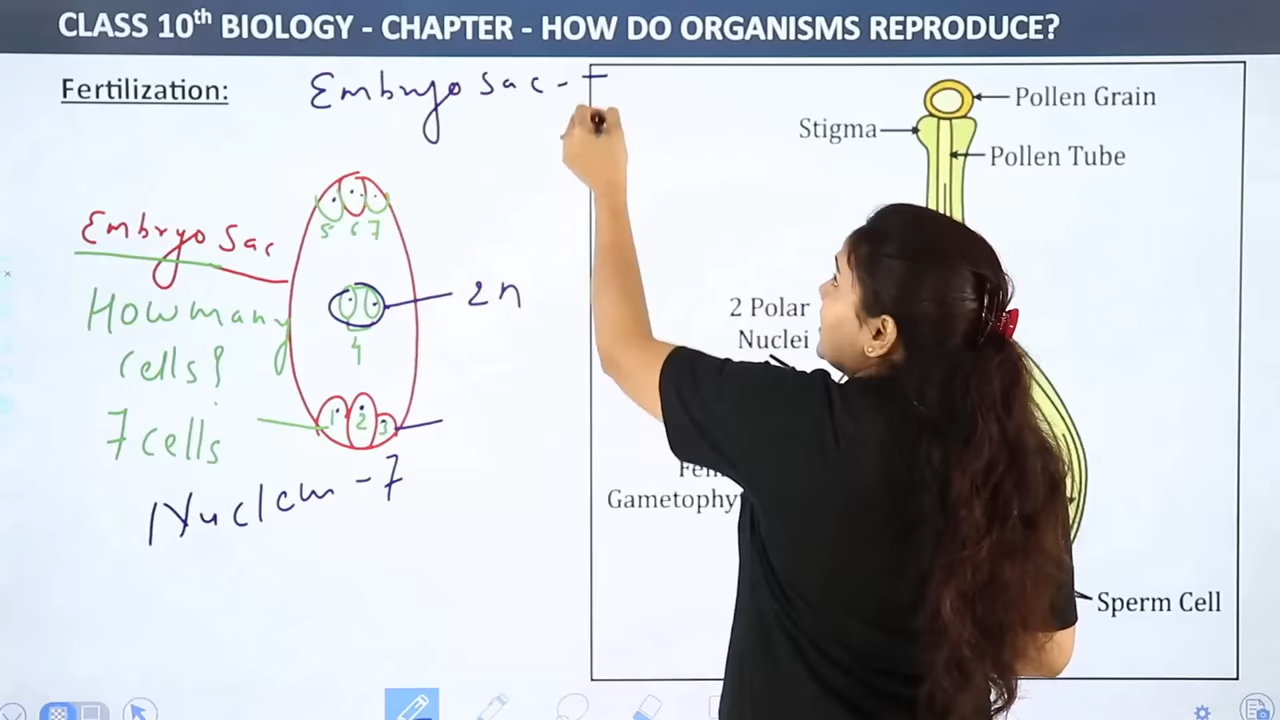 CLASS 10th BIOLOGY - CHAPTER - HOW DO ORGANISMS REPRODUCE?
Fertilization:
Embryo Sac -
Embryo Sac
How many
cells?
7 cells
Nucleus - 7
5 6 7
4
1 2 3
2n
Pollen Grain
Stigma
Pollen Tube
2 Polar
Nuclei
Gametophy
Sperm Cell